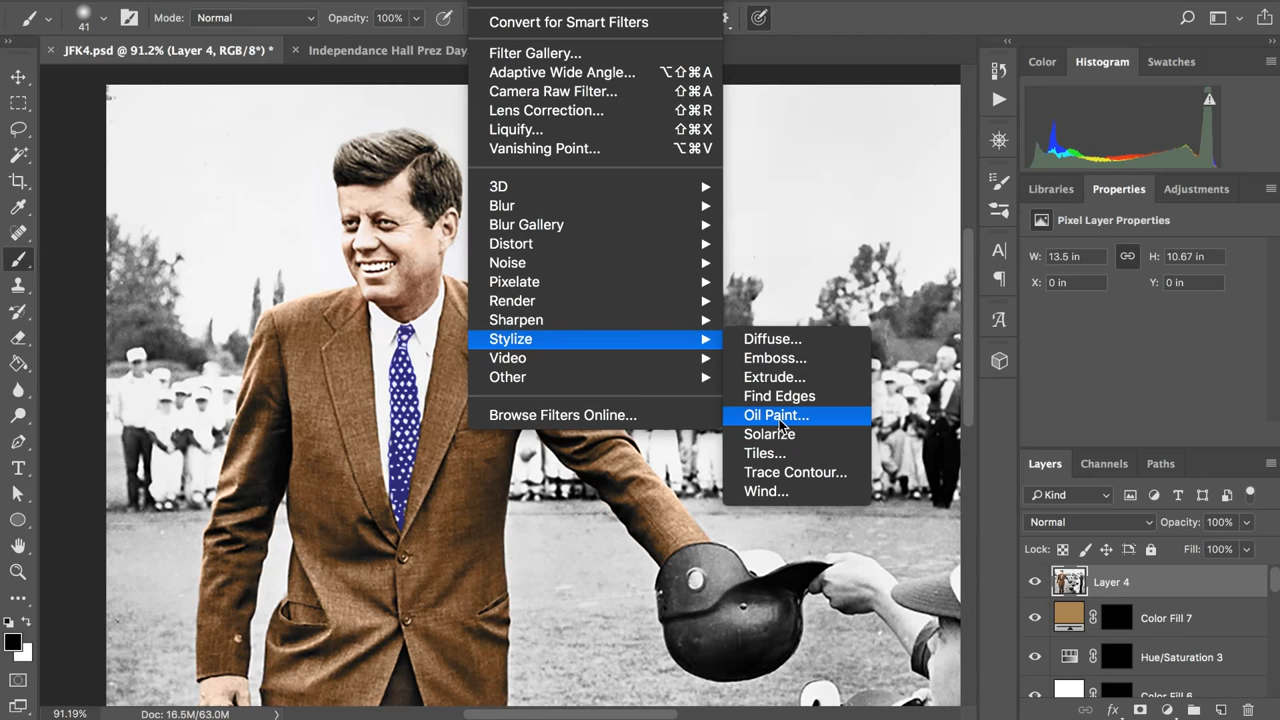 41
Mode: Normal
Opacity: 100%
JFK4.psd @ 91.2% (Layer 4, RGB/8*) *
Independance Hall Prez Day
Convert for Smart Filters
Filter Gallery...
Adaptive Wide Angle... ⌥⇧⌘A
Camera Raw Filter... ⇧⌘A
Lens Correction... ⇧⌘R
Liquify... ⇧⌘X
Vanishing Point... ⌥⌘V
3D
Blur
Blur Gallery
Distort
Noise
Pixelate
Render
Sharpen
Stylize
Video
Other
Browse Filters Online...
Diffuse...
Emboss...
Extrude...
Find Edges
Oil Paint...
Solarize
Tiles...
Trace Contour...
Wind...
Color Histogram Swatches
Libraries Properties Adjustments
Pixel Layer Properties
W: 13.5 in H: 10.67 in
X: 0 in Y: 0 in
Layers Channels Paths
Kind
Normal Opacity: 100%
Lock: Fill: 100%
Layer 4
Color Fill 7
Hue/Saturation 3
Color Fill 6
91.19% Doc: 16.5M/63.0M